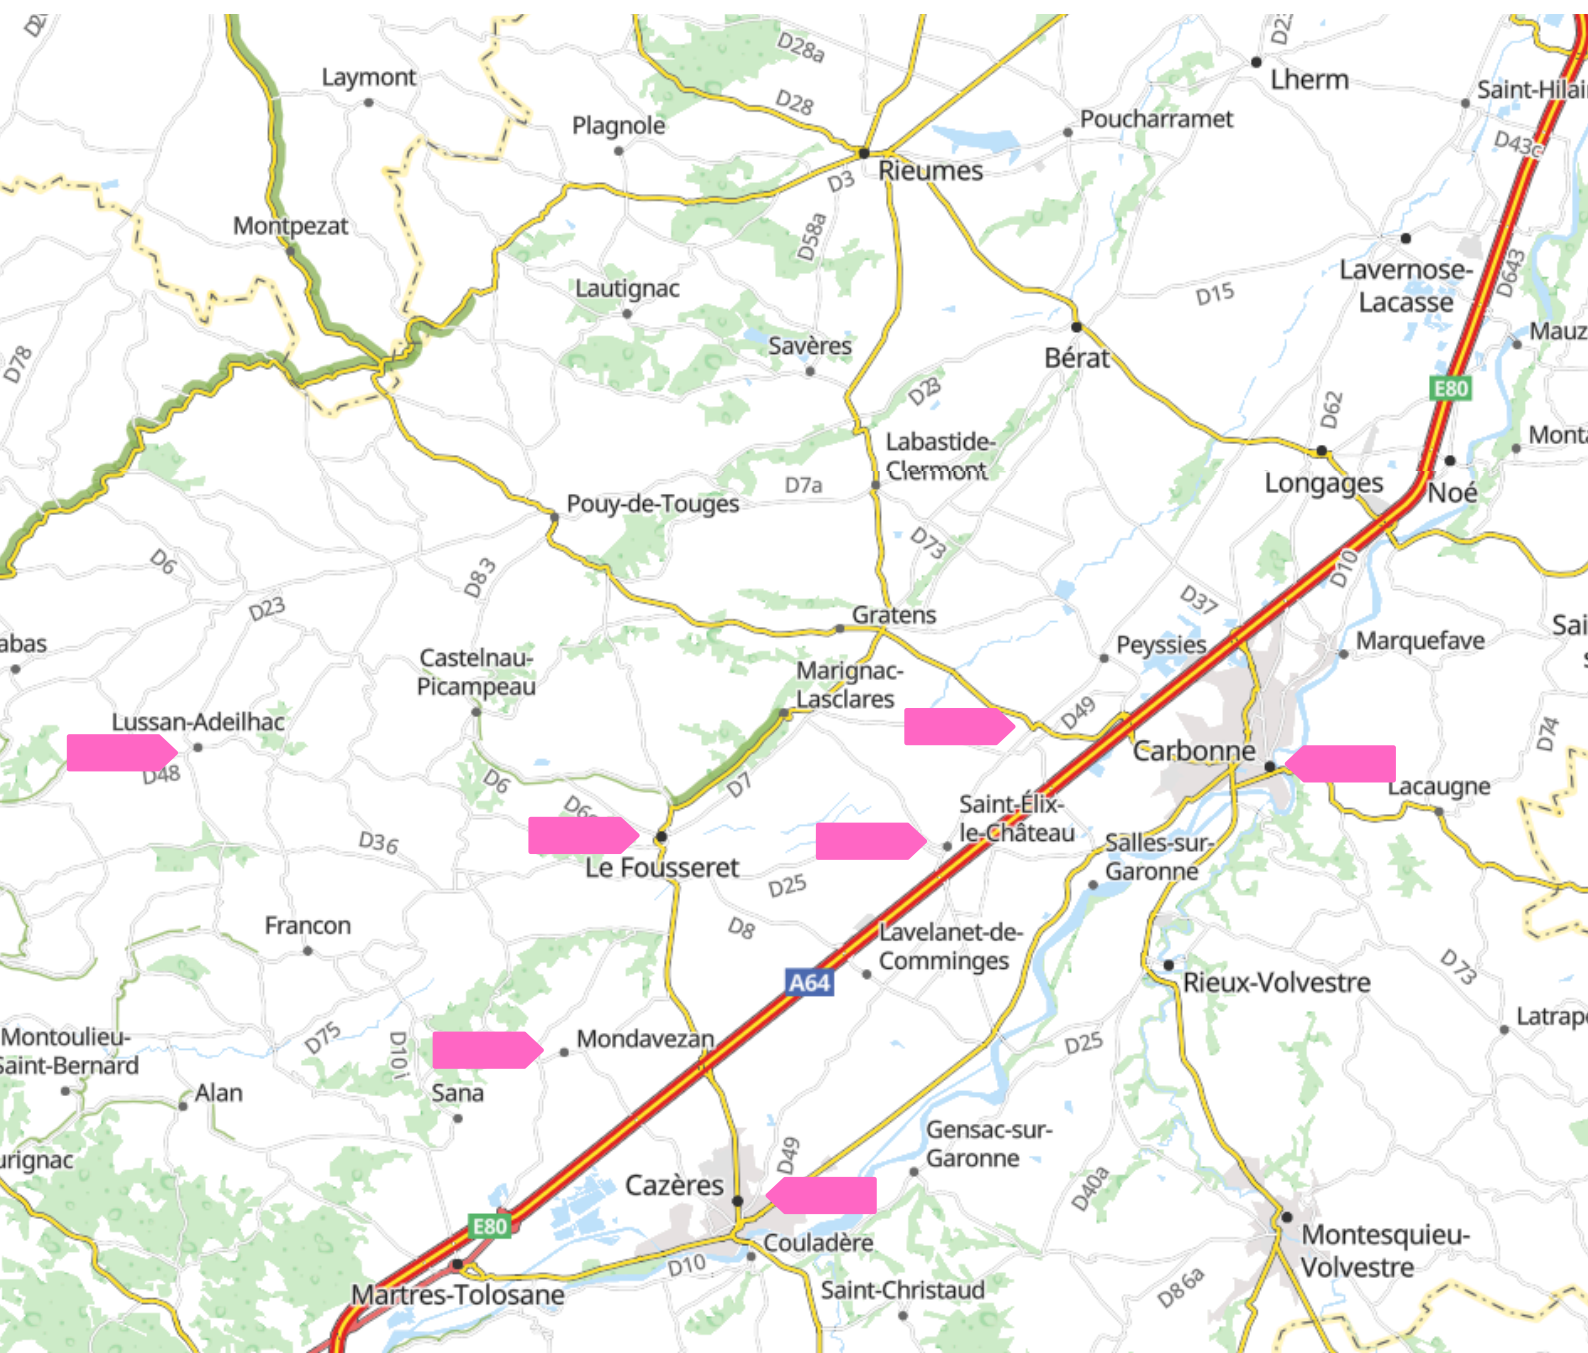 D28a
Lherm
Laymont
Saint-Hilai
D28
Plagnole
Poucharramet
D43c
Rieumes
D3
Montpezat
D58a
Lavernose-
Lacasse
D643
Lautignac
D15
Savères
Mauz
Bérat
D78
E80
D23
D62
Labastide-
Clermont
Monta
D7a
Longages
Noé
Pouy-de-Touges
D73
D6
D83
D10
D23
D37
Gratens
abas
Castelnau-
Picampeau
Peyssies
Marquefave
Sai
s
Marignac-
Lasclares
Lussan-Adeilhac
D49
D74
D48
Carbonne
D6
D7
Lacaugne
Saint-Élix-
le-Château
D36
Le Fousseret
Salles-sur-
Garonne
D25
Francon
D8
Lavelanet-de-
Comminges
D73
A64
Rieux-Volvestre
Montoulieu-
Saint-Bernard
D75
D10i
Mondavezan
D25
Latrape
Alan
Sana
urignac
D49
Gensac-sur-
Garonne
Cazères
D40a
E80
Couladère
D10
Montesquieu-
Volvestre
Martres-Tolosane
Saint-Christaud
D86a